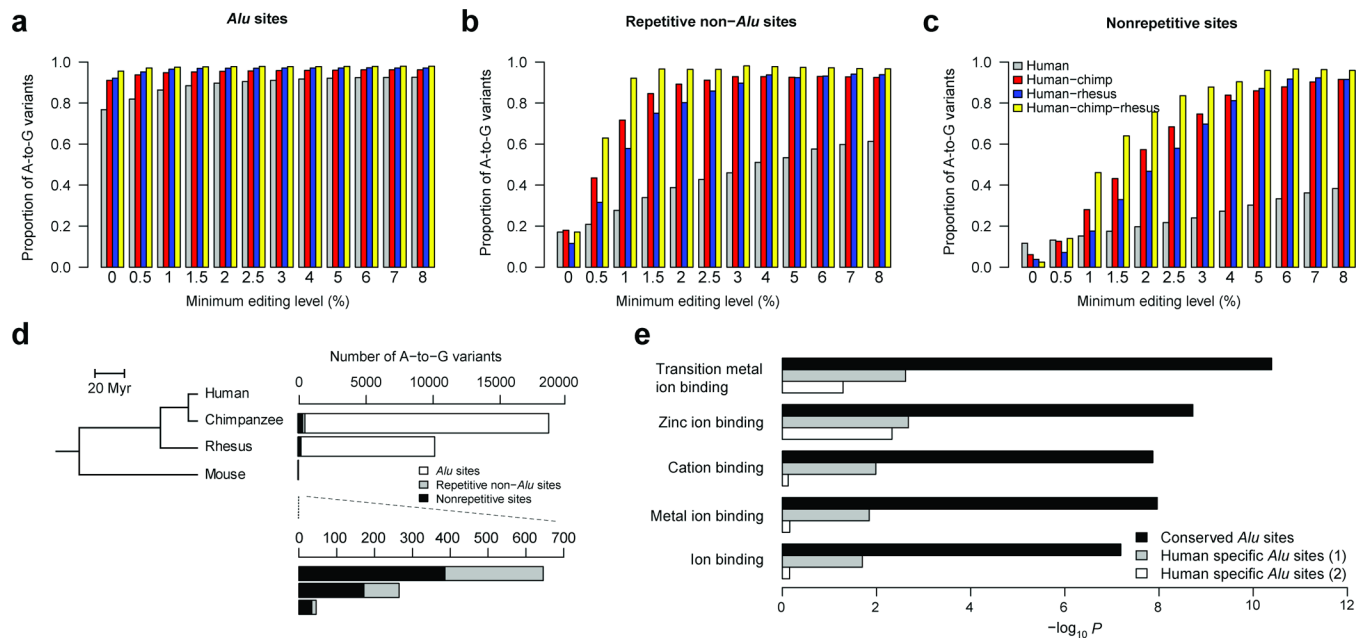 a
Alu sites
Proportion of A-to-G variants
1.0
0.8
0.6
0.4
0.2
0.0
0 0.5 1 1.5 2 2.5 3 4 5 6 7 8
Minimum editing level (%)
b
Repetitive non−Alu sites
Proportion of A-to-G variants
1.0
0.8
0.6
0.4
0.2
0.0
0 0.5 1 1.5 2 2.5 3 4 5 6 7 8
Minimum editing level (%)
c
Nonrepetitive sites
Proportion of A-to-G variants
1.0
0.8
0.6
0.4
0.2
0.0
Human
Human−chimp
Human−rhesus
Human−chimp−rhesus
0 0.5 1 1.5 2 2.5 3 4 5 6 7 8
Minimum editing level (%)
d
20 Myr
Human
Chimpanzee
Rhesus
Mouse
Number of A−to−G variants
0 5000 10000 15000 20000
Alu sites
Repetitive non−Alu sites
Nonrepetitive sites
0 100 200 300 400 500 600 700
e
Transition metal
ion binding
Zinc ion binding
Cation binding
Metal ion binding
Ion binding
Conserved Alu sites
Human specific Alu sites (1)
Human specific Alu sites (2)
0 2 4 6 8 10 12
−log10 P